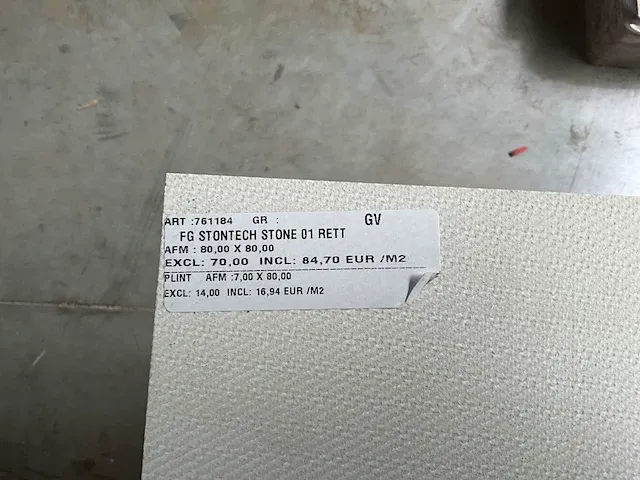 ART :761184 GR : GV
FG STONTECH STONE 01 RETT
AFM : 80,00 X 80,00
EXCL: 70,00 INCL: 84,70 EUR /M2
PLINT AFM :7,00 X 80,00
EXCL: 14,00 INCL: 16,94 EUR /M2